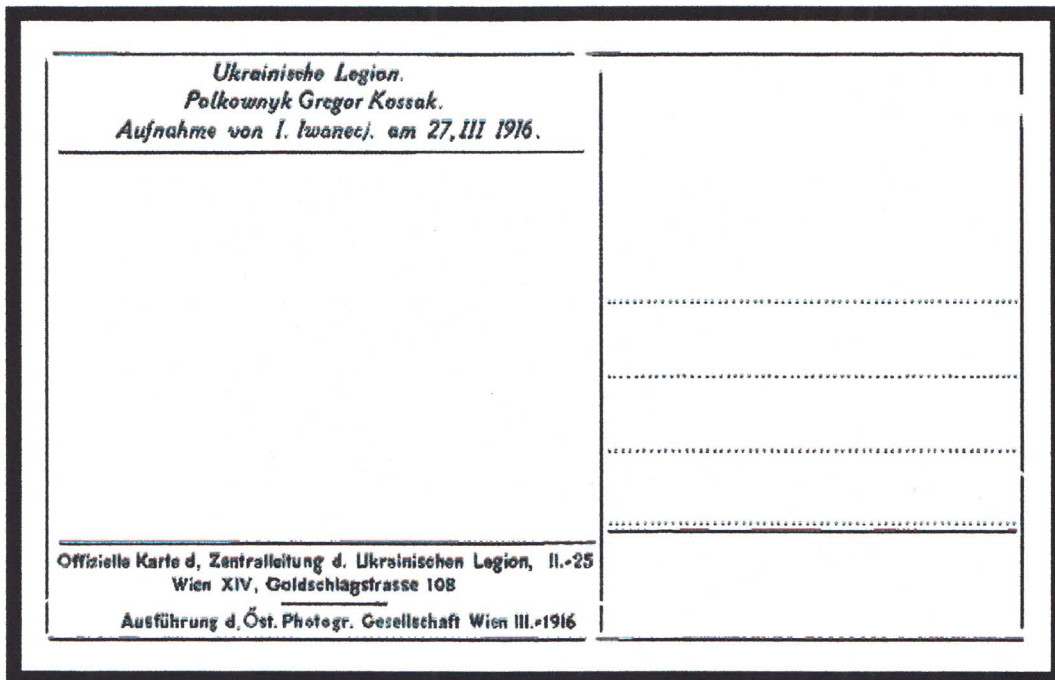 Ukrainische Legion.
Polkownyk Gregor Kossak.
Aufnahme von I. Iwanecj. am 27, III 1916.
Offizielle Karte d, Zentralleitung d. Ukrainischen Legion, II.-25
Wien XIV, Goldschlagstrasse 108
Ausführung d, Öst. Photogr. Gesellschaft Wien III.-1916